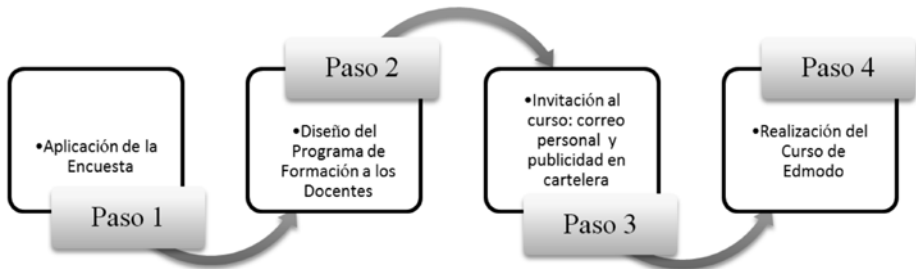 •Aplicación de la
Encuesta
Paso 1
Paso 2
•Diseño del
Programa de
Formación a los
Docentes
•Invitación al
curso: correo
personal y
publicidad en
cartelera
Paso 3
Paso 4
•Realización del
Curso de
Edmodo